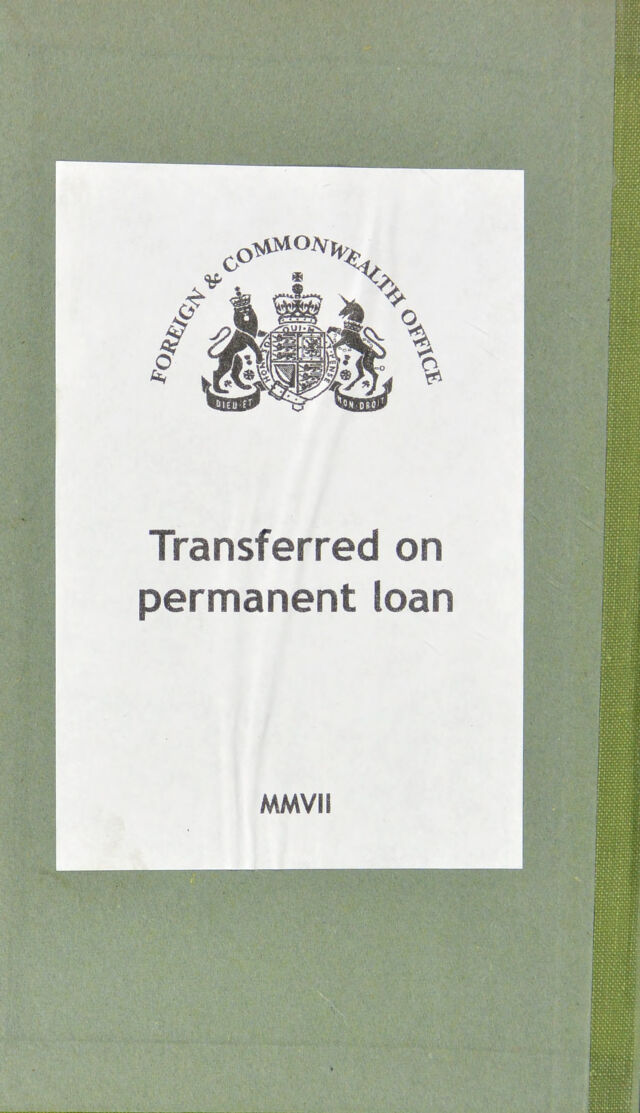 FOREIGN & COMMONWEALTH OFFICE
DIEU·ET
MON·DROIT
Transferred on
permanent loan
MMVII